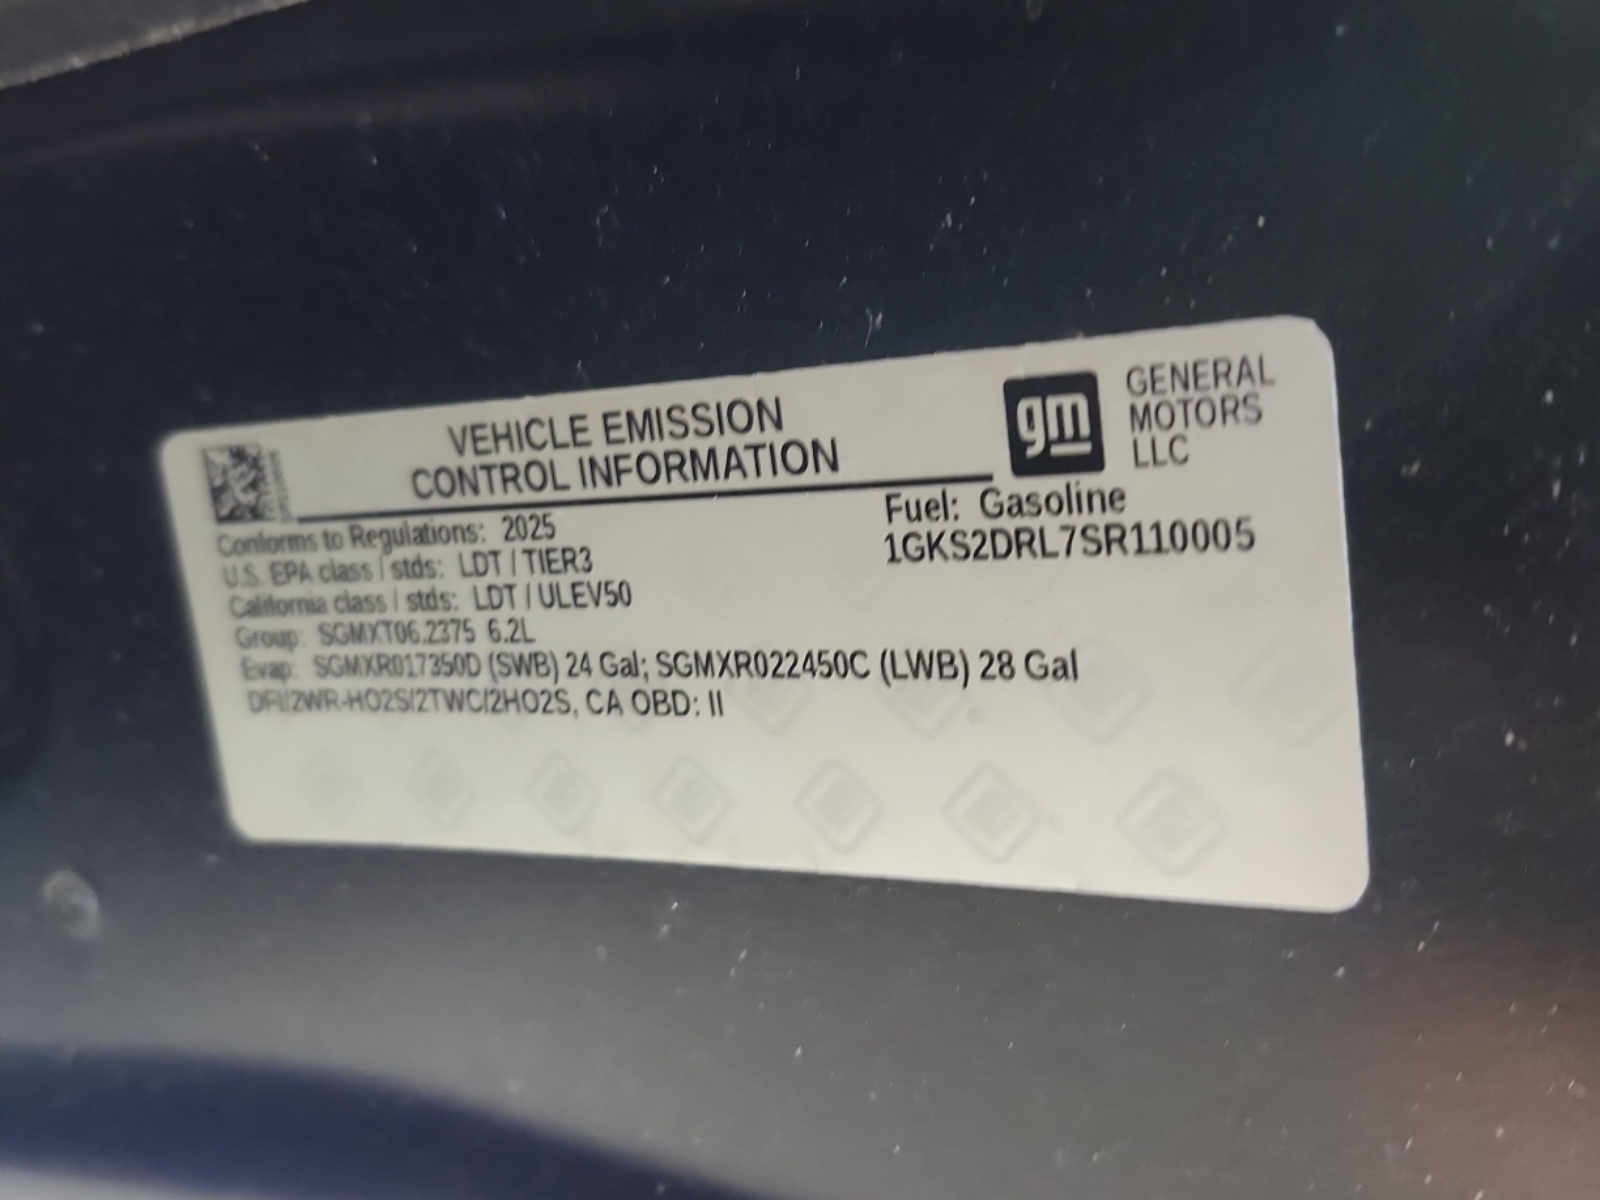 VEHICLE EMISSION
CONTROL INFORMATION
gm
GENERAL
MOTORS
LLC
Conforms to Regulations: 2025
U.S. EPA class / stds: LDT / TIER3
California class / stds: LDT / ULEV50
Group: SGMXT06.2375 6.2L
Evap: SGMXR017350D (SWB) 24 Gal; SGMXR022450C (LWB) 28 Gal
DFI/2WR-HO2S/2TWC/2HO2S, CA OBD: II
Fuel: Gasoline
1GKS2DRL7SR110005